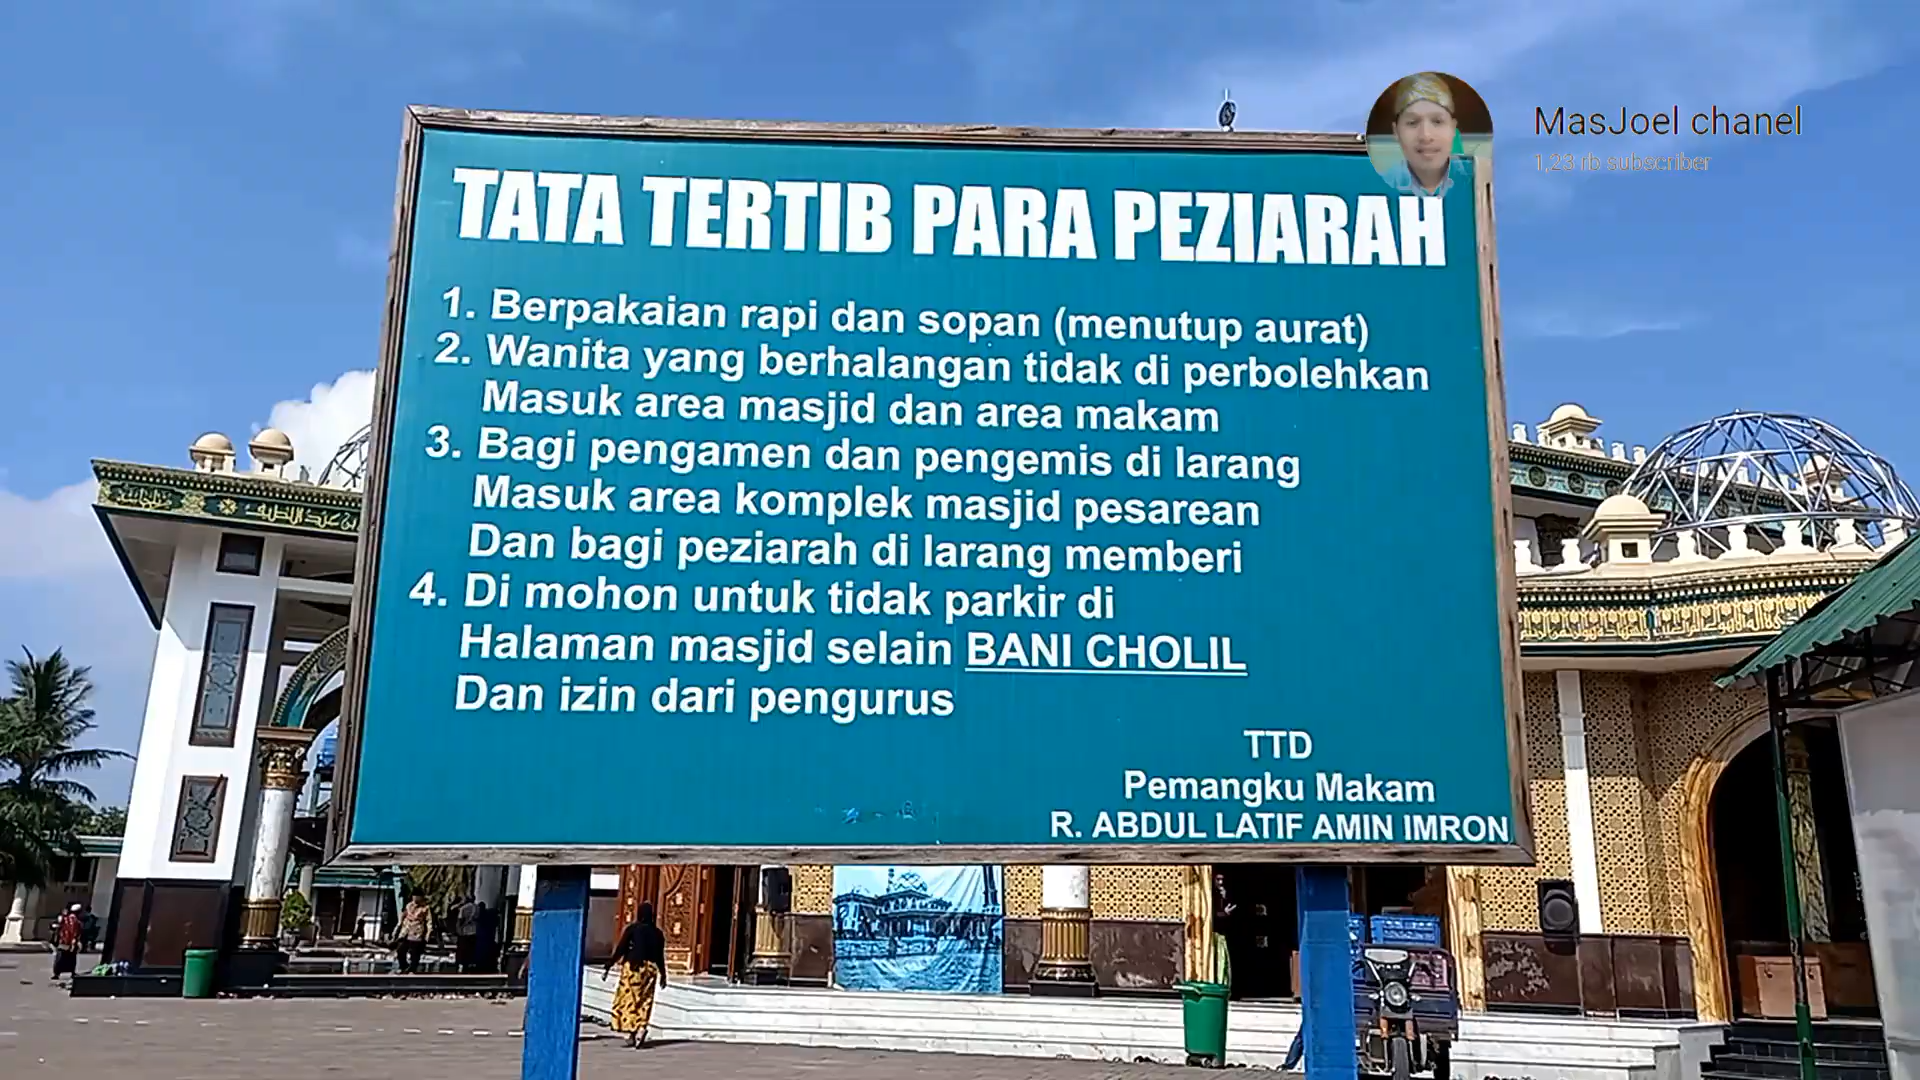 MasJoel chanel
1,23 rb subscriber
TATA TERTIB PARA PEZIARAH
1. Berpakaian rapi dan sopan (menutup aurat)
2. Wanita yang berhalangan tidak di perbolehkan
Masuk area masjid dan area makam
3. Bagi pengamen dan pengemis di larang
Masuk area komplek masjid pesarean
Dan bagi peziarah di larang memberi
4. Di mohon untuk tidak parkir di
Halaman masjid selain BANI CHOLIL
Dan izin dari pengurus
TTD
Pemangku Makam
R. ABDUL LATIF AMIN IMRON